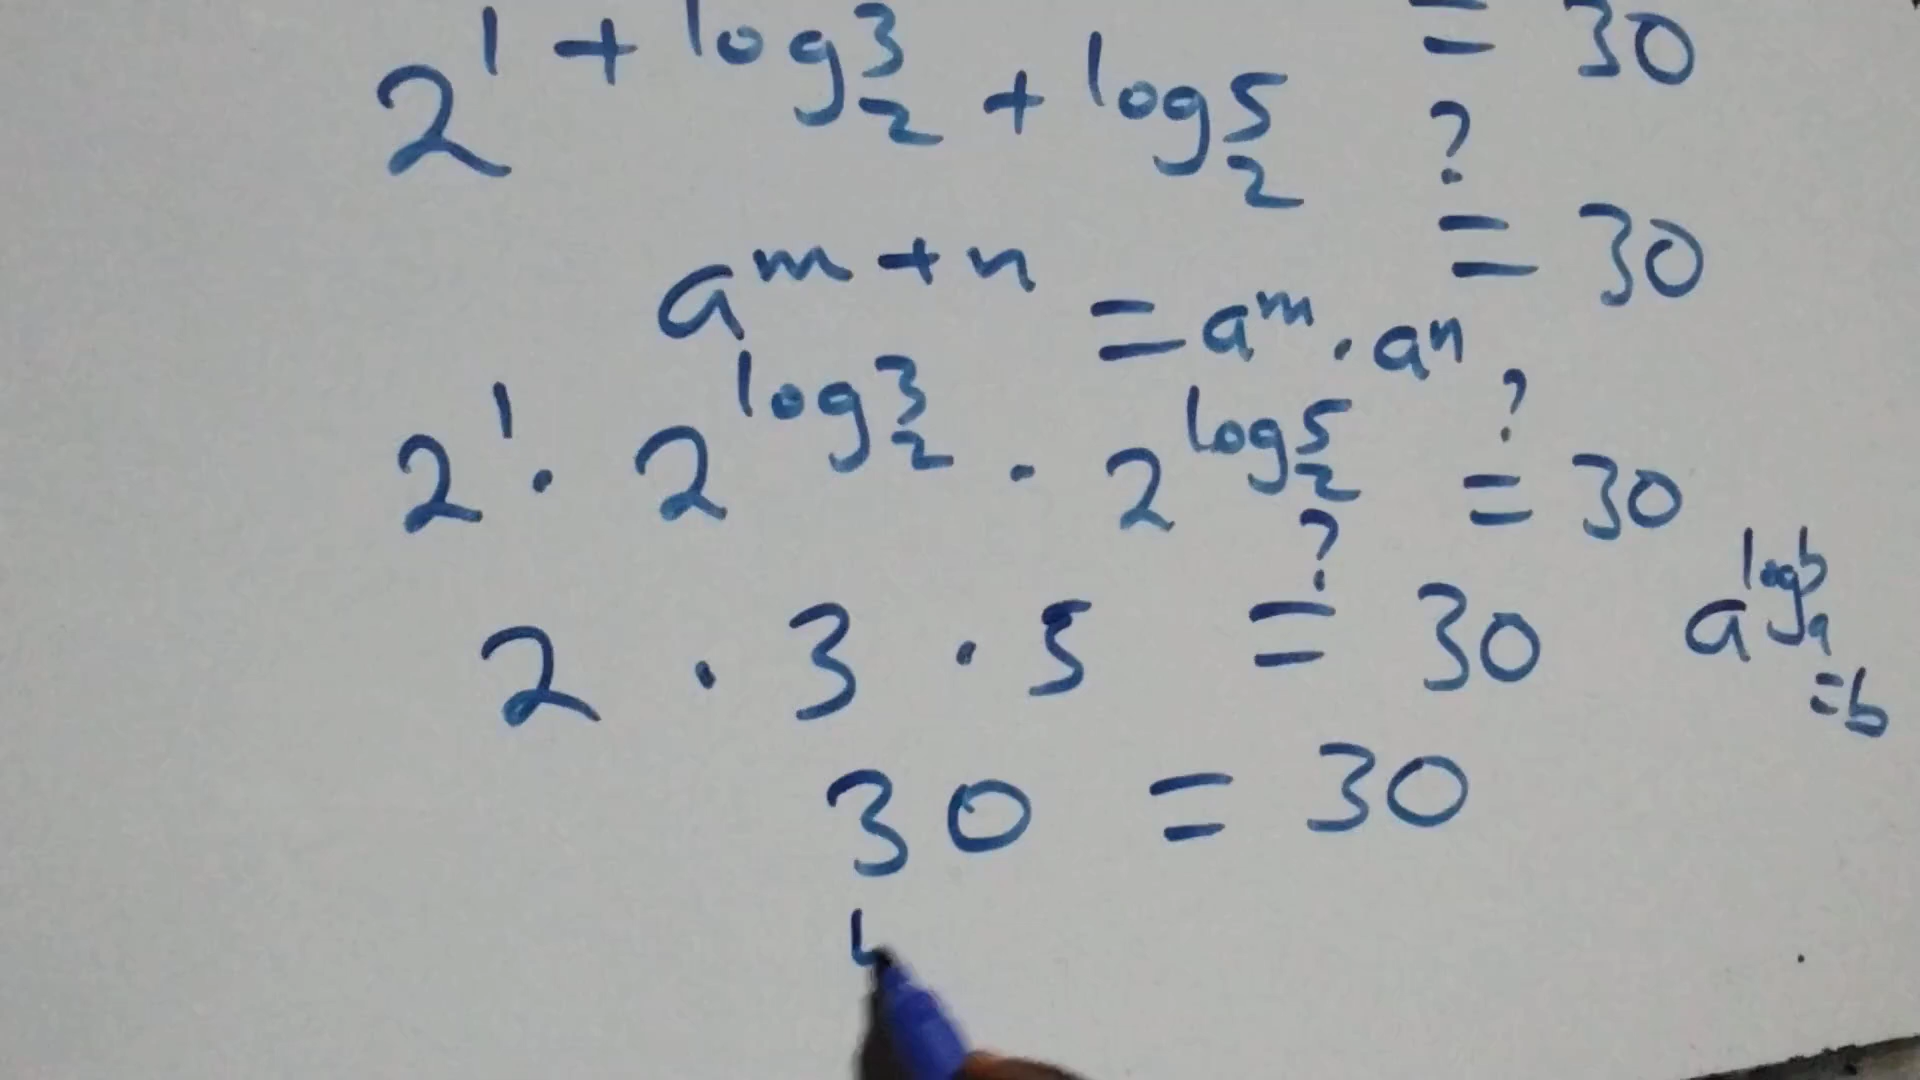 = 30
2^{1 + log_2 3 + log_2 5} ?= 30
a^{m+n} = a^m · a^n
2^1 · 2^{log_2 3} · 2^{log_2 5} ?= 30
2 · 3 · 5 ?= 30
a^{log_a b} = b
30 = 30